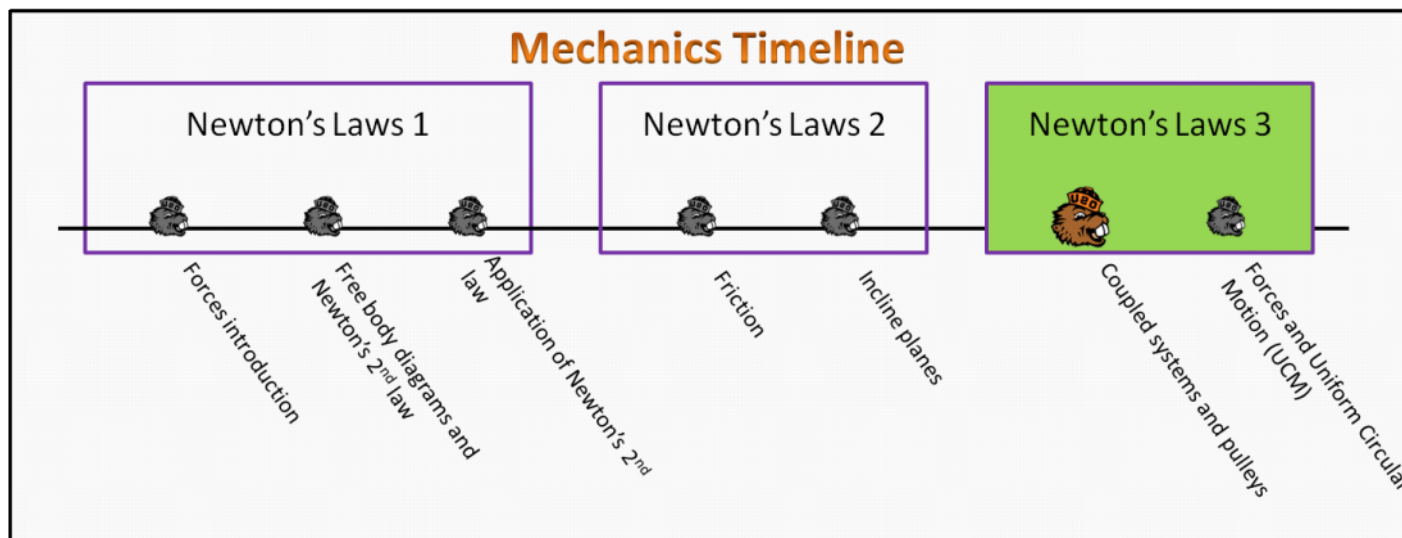 Mechanics Timeline
Newton's Laws 1
Newton's Laws 2
Newton's Laws 3
Forces introduction
Free body diagrams and
Newton's 2nd law
Application of Newton's 2nd
law
Friction
Incline planes
Coupled systems and pulleys
Forces and Uniform Circular
Motion (UCM)